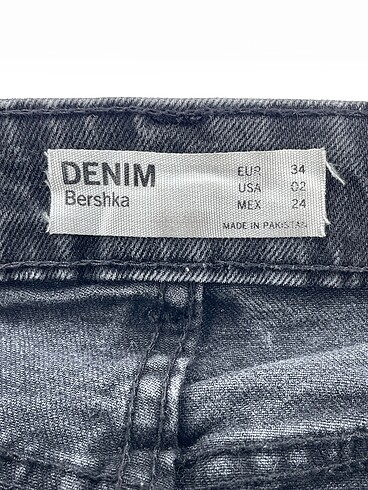 DENIM
Bershka
EUR 34
USA 02
MEX 24
MADE IN PAKISTAN